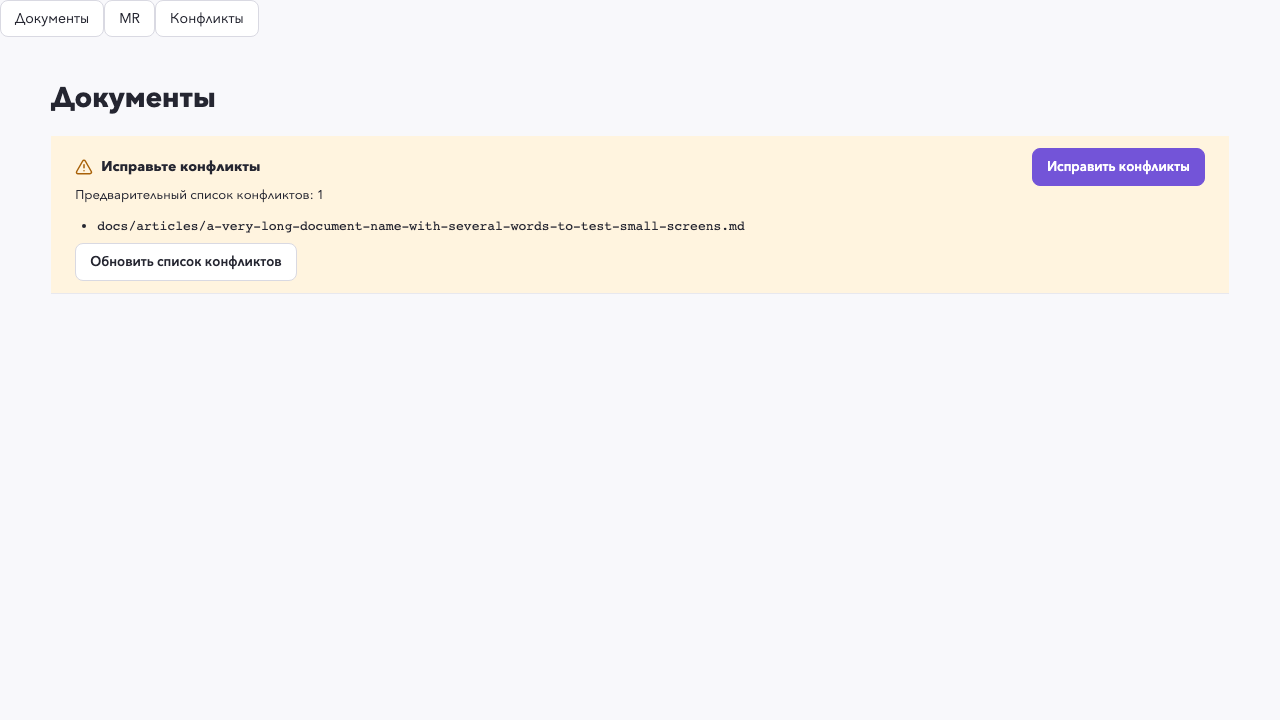 Документы MR Конфликты
Документы
Исправьте конфликты Исправить конфликты
Предварительный список конфликтов: 1
• docs/articles/a-very-long-document-name-with-several-words-to-test-small-screens.md
Обновить список конфликтов